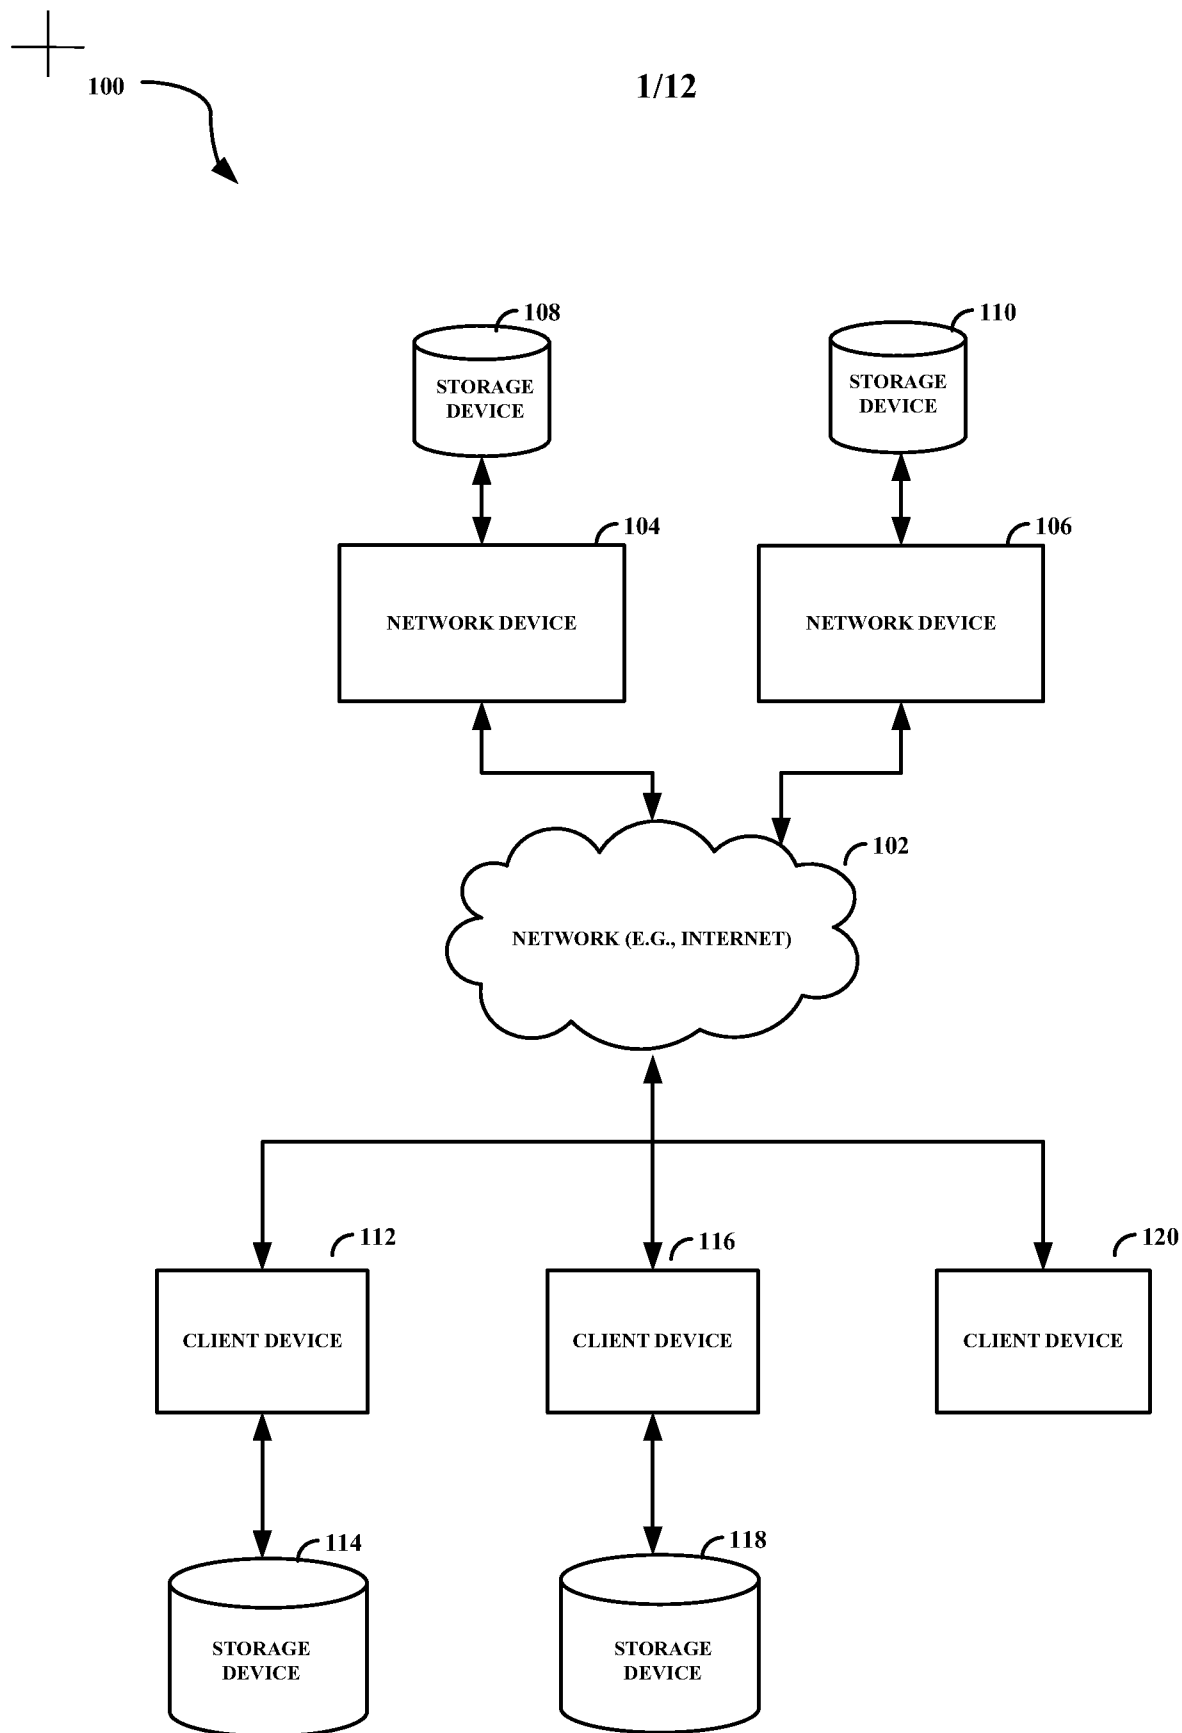 100
1/12
108
110
STORAGE
DEVICE
STORAGE
DEVICE
104
106
NETWORK DEVICE
NETWORK DEVICE
102
NETWORK (E.G., INTERNET)
112
116
120
CLIENT DEVICE
CLIENT DEVICE
CLIENT DEVICE
114
118
STORAGE
DEVICE
STORAGE
DEVICE